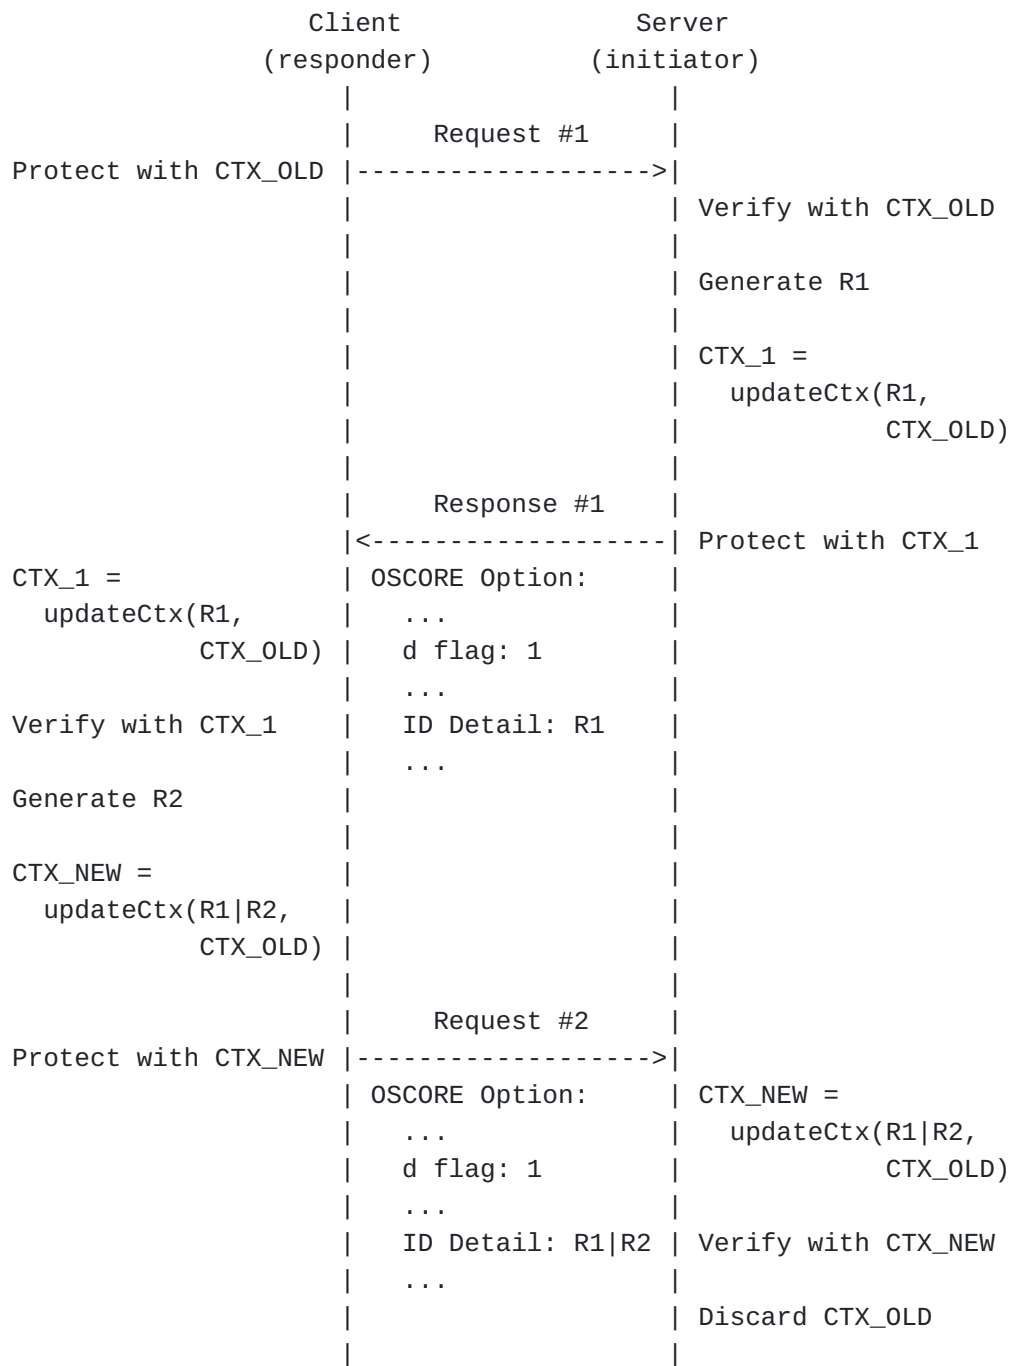 Client               Server
                (responder)          (initiator)
                     |                    |
                     |     Request #1     |
Protect with CTX_OLD |------------------->|
                     |                    | Verify with CTX_OLD
                     |                    |
                     |                    | Generate R1
                     |                    |
                     |                    | CTX_1 =
                     |                    |   updateCtx(R1,
                     |                    |             CTX_OLD)
                     |                    |
                     |     Response #1    |
                     |<-------------------| Protect with CTX_1
CTX_1 =              | OSCORE Option:     |
  updateCtx(R1,      |   ...              |
            CTX_OLD) |   d flag: 1        |
                     |   ...              |
Verify with CTX_1    |   ID Detail: R1    |
                     |   ...              |
Generate R2          |                    |
                     |                    |
CTX_NEW =            |                    |
  updateCtx(R1|R2,   |                    |
            CTX_OLD) |                    |
                     |                    |
                     |     Request #2     |
Protect with CTX_NEW |------------------->|
                     | OSCORE Option:     | CTX_NEW =
                     |   ...              |   updateCtx(R1|R2,
                     |   d flag: 1        |             CTX_OLD)
                     |   ...              |
                     |   ID Detail: R1|R2 | Verify with CTX_NEW
                     |   ...              |
                     |                    | Discard CTX_OLD
                     |                    |